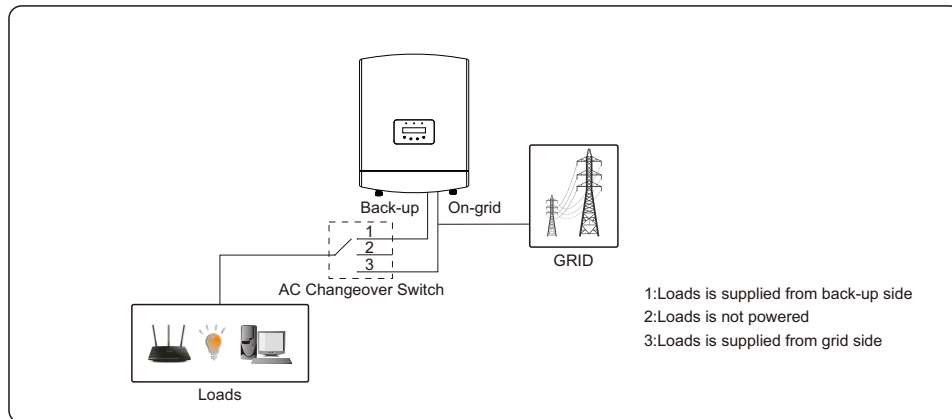 Back-up On-grid
1
2
3
AC Changeover Switch
GRID
Loads
1:Loads is supplied from back-up side
2:Loads is not powered
3:Loads is supplied from grid side